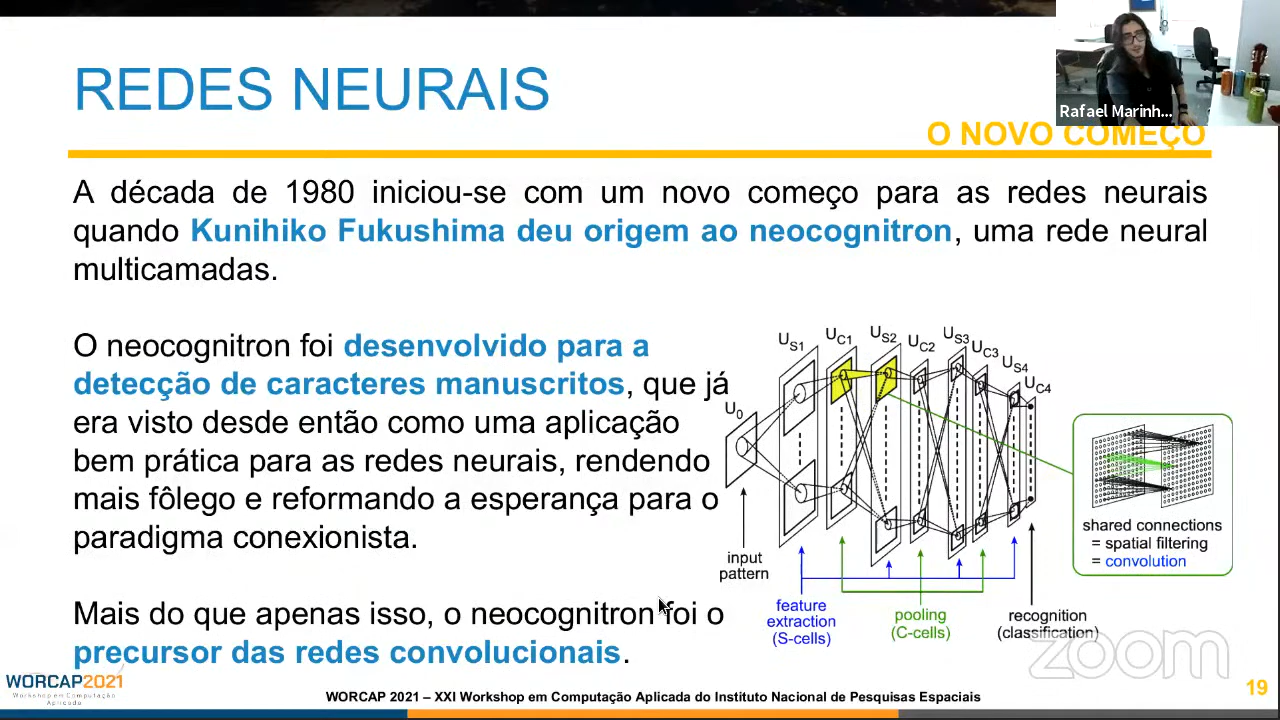 REDES NEURAIS
Rafael Marinh...
O NOVO COMEÇO
A década de 1980 iniciou-se com um novo começo para as redes neurais
quando Kunihiko Fukushima deu origem ao neocognitron, uma rede neural
multicamadas.
O neocognitron foi desenvolvido para a
detecção de caracteres manuscritos, que já
era visto desde então como uma aplicação
bem prática para as redes neurais, rendendo
mais fôlego e reformando a esperança para o
paradigma conexionista.
Mais do que apenas isso, o neocognitron foi o
precursor das redes convolucionais.
U0
US1
UC1
US2
UC2
US3
UC3
US4
UC4
input
pattern
feature
extraction
(S-cells)
pooling
(C-cells)
recognition
(classification)
shared connections
= spatial filtering
= convolution
zoom
WORCAP2021
Workshop em Computação
Aplicada
WORCAP 2021 – XXI Workshop em Computação Aplicada do Instituto Nacional de Pesquisas Espaciais
19